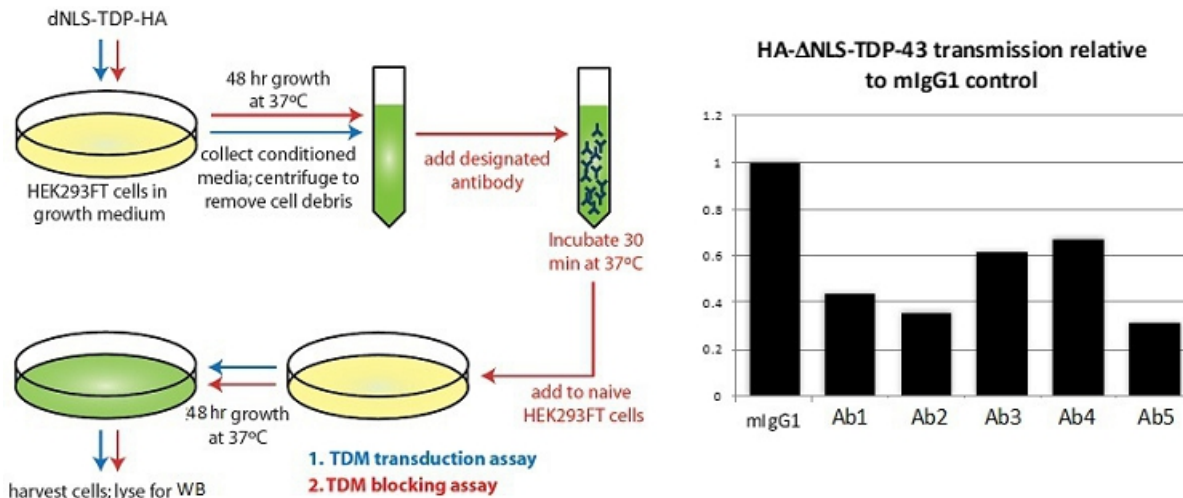 dNLS-TDP-HA
48 hr growth
at 37ºC
collect conditioned
media; centrifuge to
remove cell debris
HEK293FT cells in
growth medium
add designated
antibody
Incubate 30
min at 37ºC
add to naive
HEK293FT cells
48 hr growth
at 37ºC
harvest cells; lyse for WB
1. TDM transduction assay
2. TDM blocking assay
HA-ΔNLS-TDP-43 transmission relative
to mIgG1 control
1.2
1
0.8
0.6
0.4
0.2
0
mIgG1 Ab1 Ab2 Ab3 Ab4 Ab5